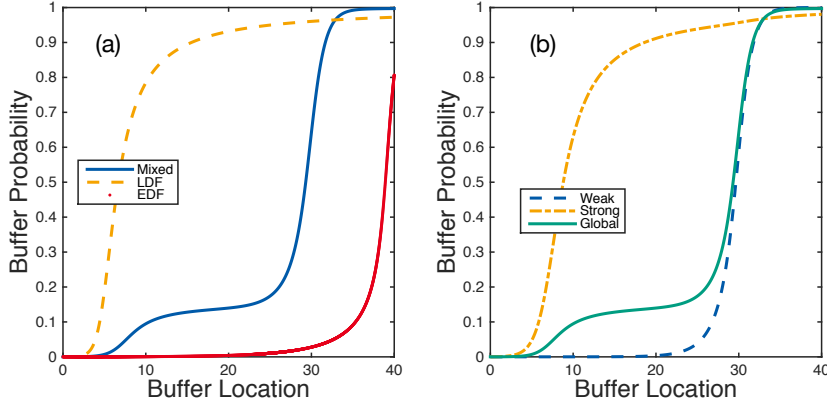 (a)
Buffer Probability
1
0.9
0.8
0.7
0.6
0.5
0.4
0.3
0.2
0.1
0
Mixed
LDF
EDF
0 10 20 30 40
Buffer Location
(b)
Buffer Probability
1
0.9
0.8
0.7
0.6
0.5
0.4
0.3
0.2
0.1
0
Weak
Strong
Global
0 10 20 30 40
Buffer Location